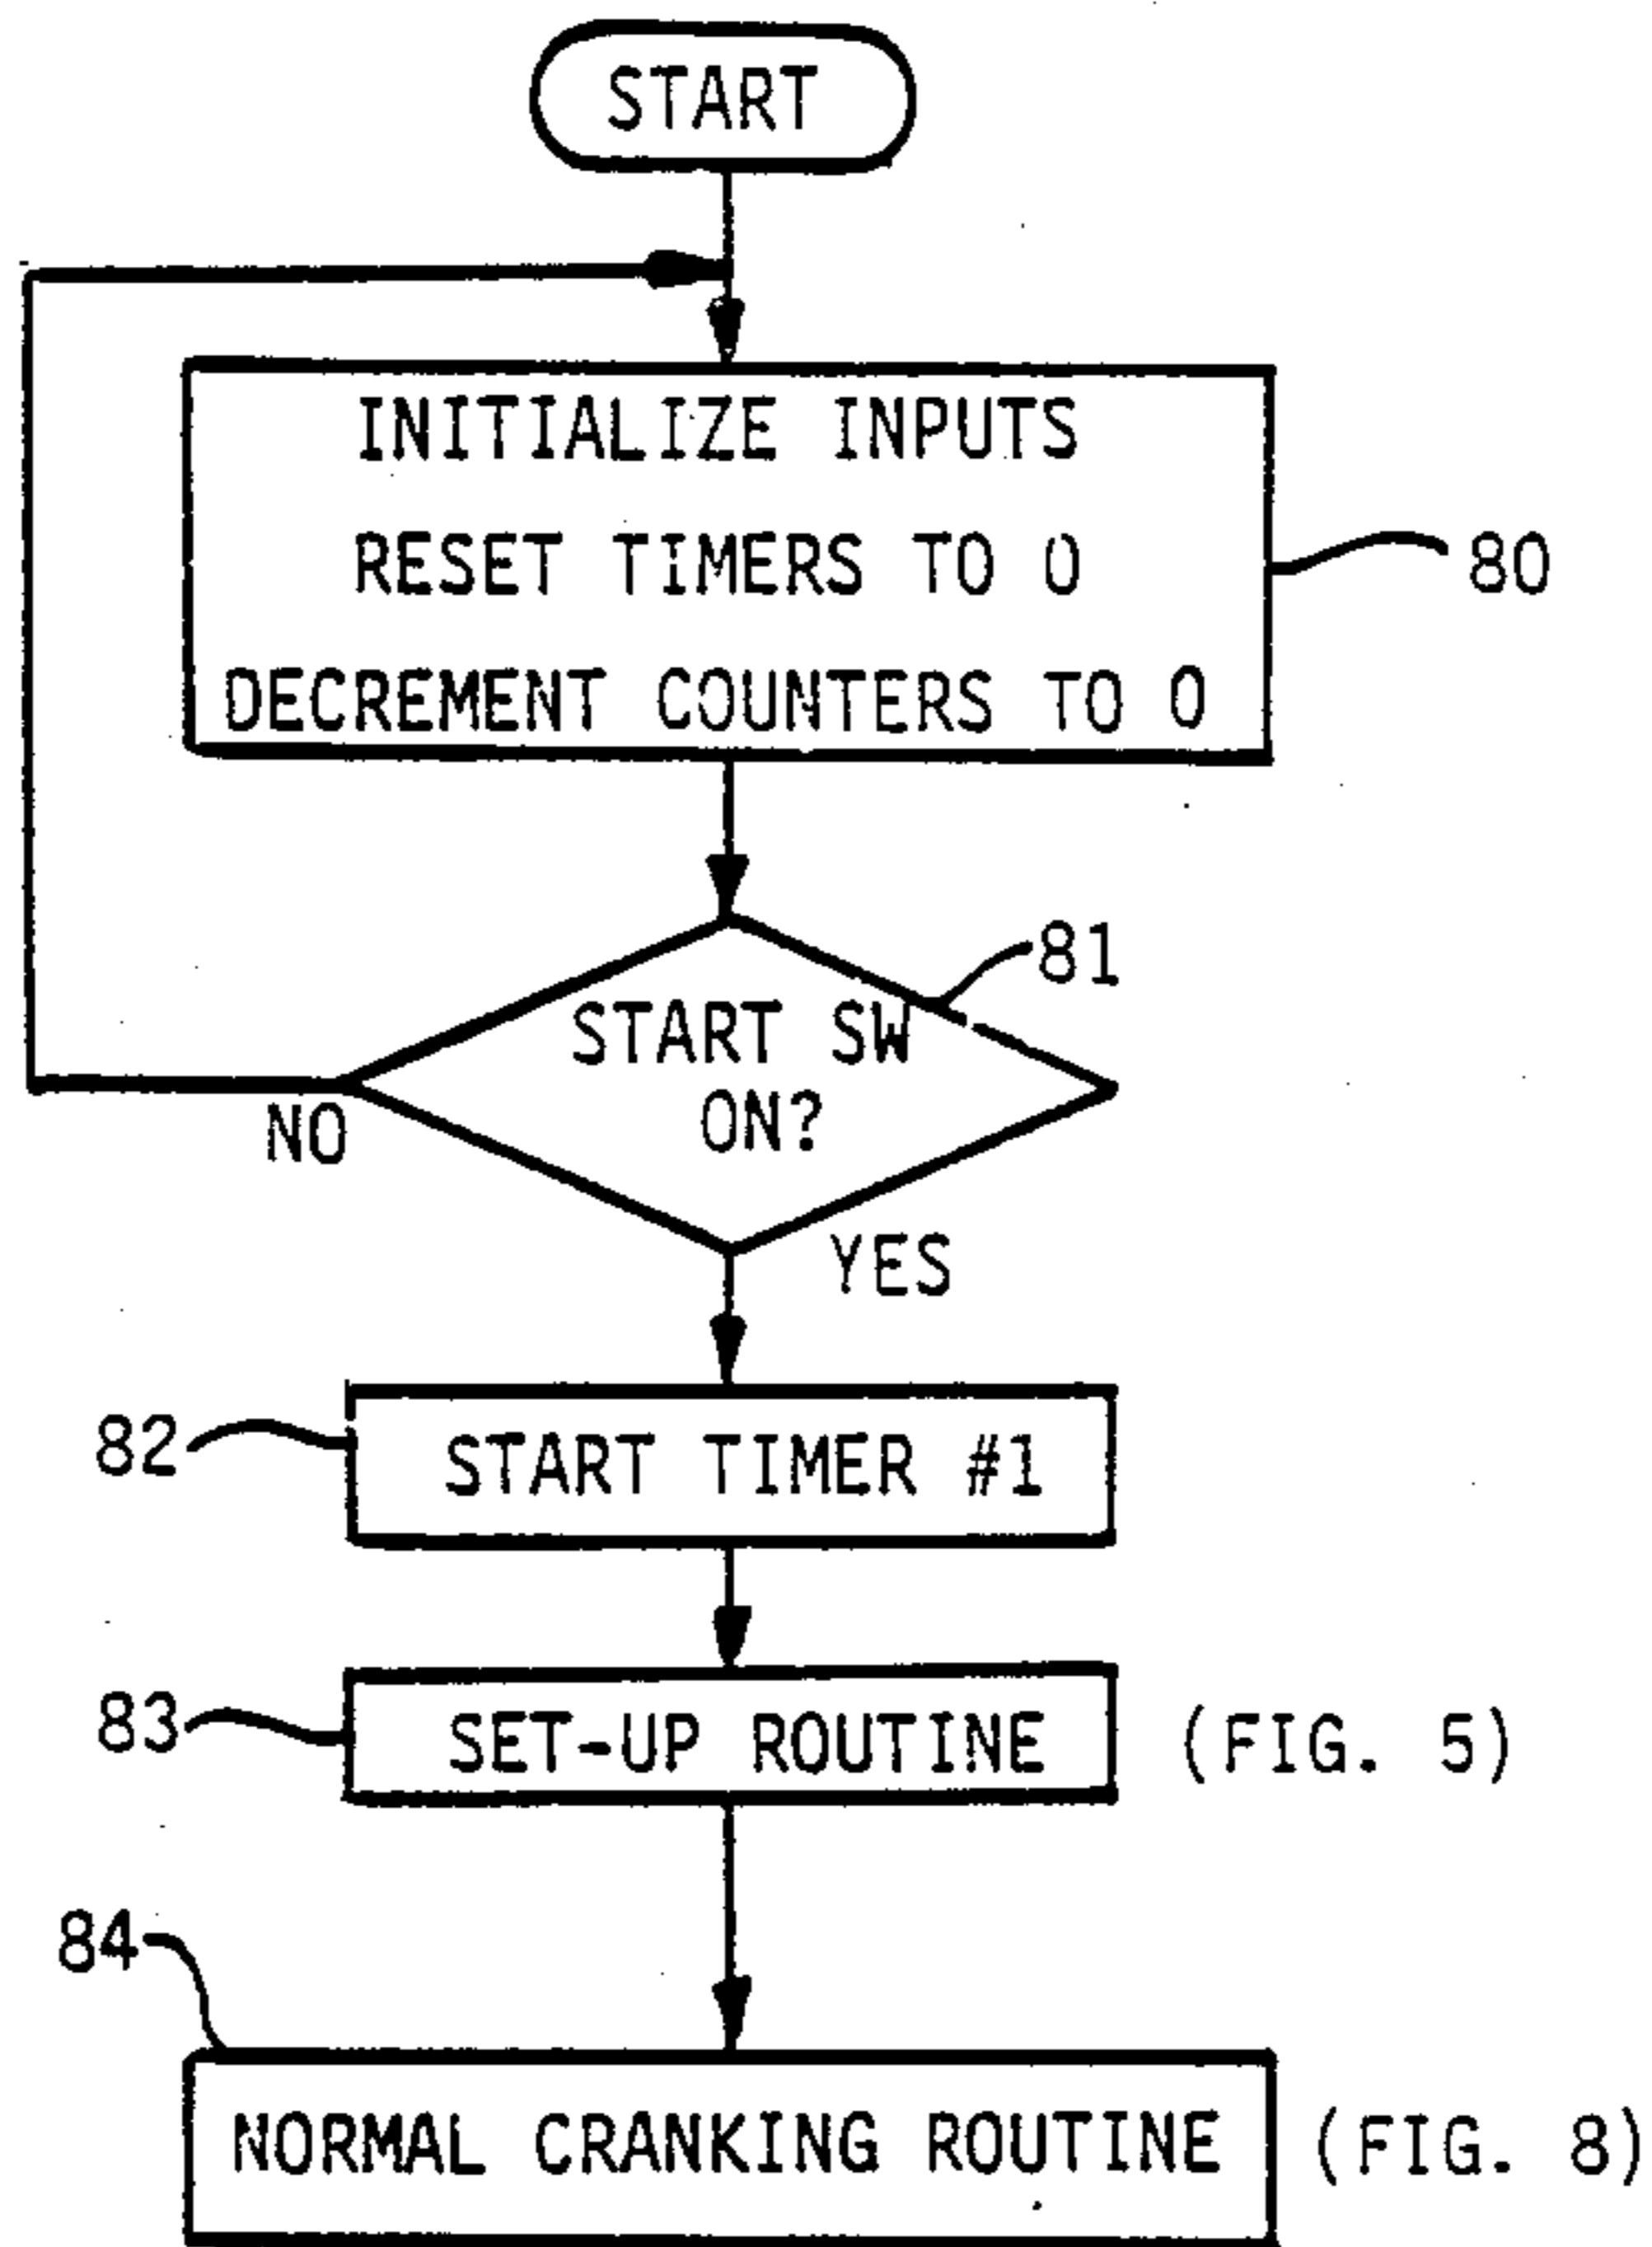 START
INITIALIZE INPUTS
RESET TIMERS TO 0
80
DECREMENT COUNTERS TO 0
81
START SW
ON?
NO
YES
82
START TIMER #1
83
SET-UP ROUTINE
(FIG. 5)
84
NORMAL CRANKING ROUTINE
(FIG. 8)